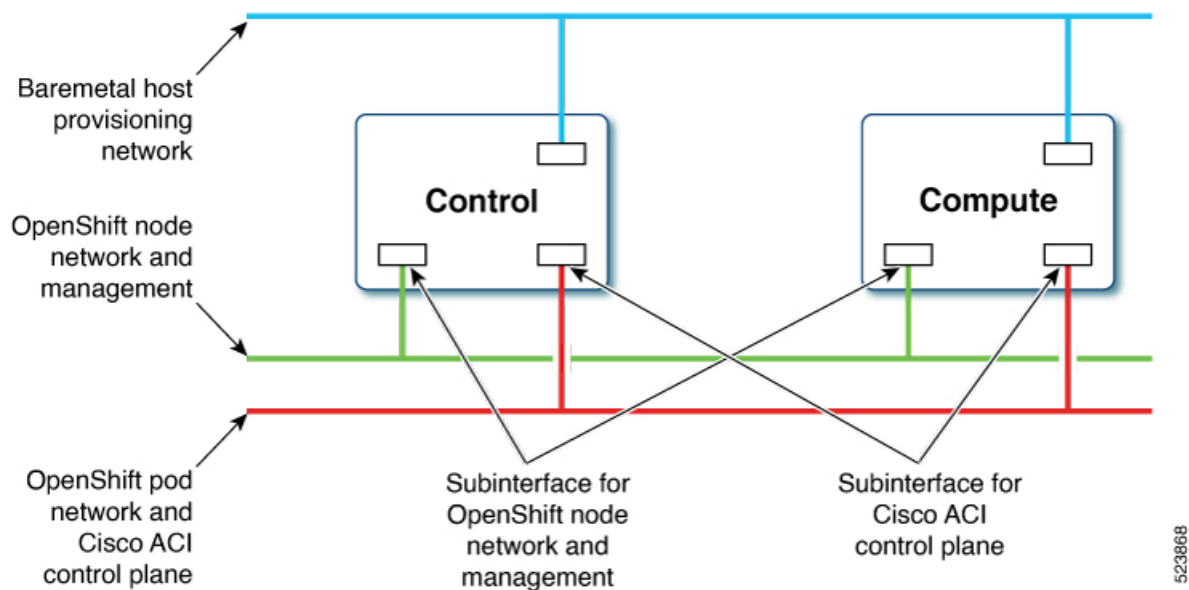 Baremetal host
provisioning
network
Control
Compute
OpenShift node
network and
management
OpenShift pod
network and
Cisco ACI
control plane
Subinterface for
OpenShift node
network and
management
Subinterface for
Cisco ACI
control plane
523868